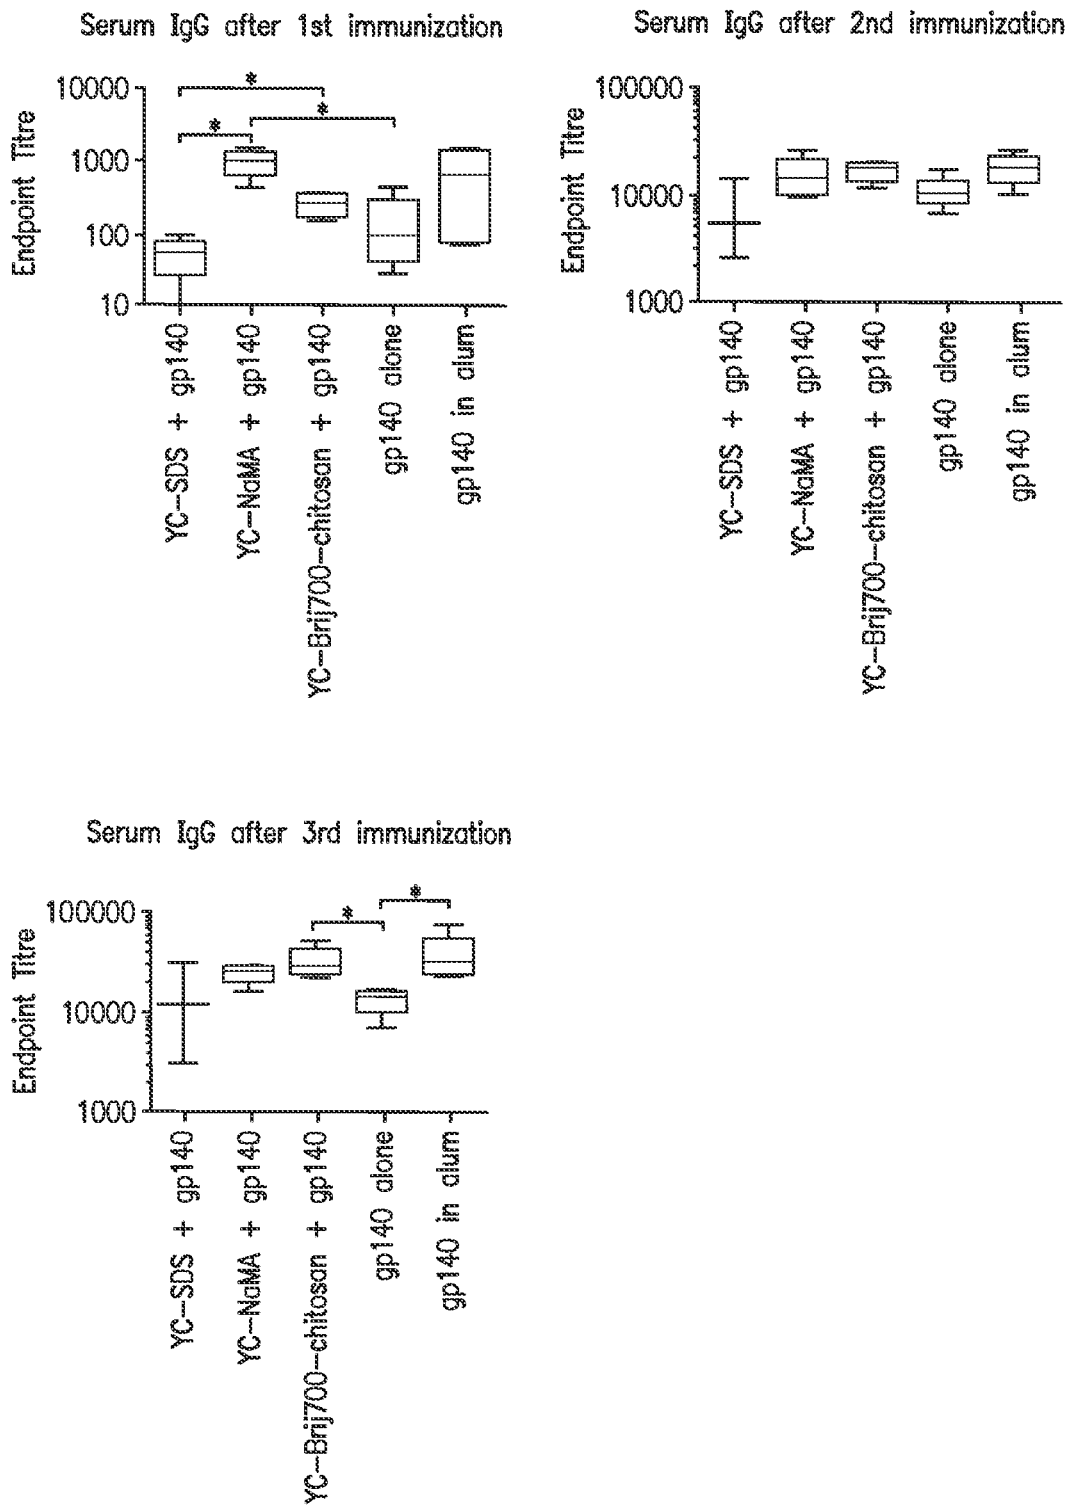 Serum IgG after 1st immunization
Endpoint Titre
10000
1000
100
10
*
*
*
YC-SDS + gp140
YC-NaMA + gp140
YC-Brij700-chitosan + gp140
gp140 alone
gp140 in alum
Serum IgG after 2nd immunization
Endpoint Titre
100000
10000
1000
YC-SDS + gp140
YC-NaMA + gp140
YC-Brij700-chitosan + gp140
gp140 alone
gp140 in alum
Serum IgG after 3rd immunization
Endpoint Titre
100000
10000
1000
*
*
YC-SDS + gp140
YC-NaMA + gp140
YC-Brij700-chitosan + gp140
gp140 alone
gp140 in alum